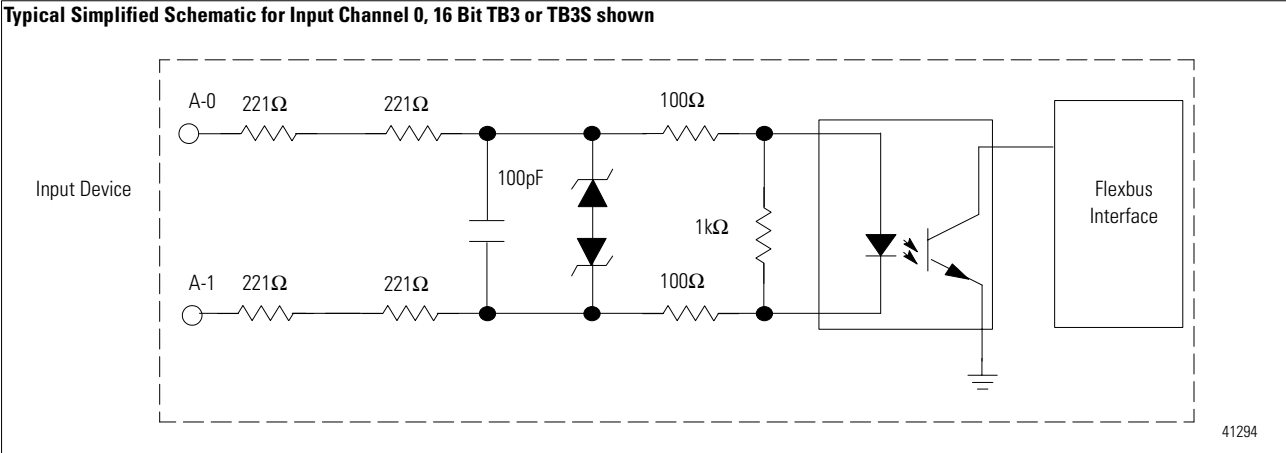 Typical Simplified Schematic for Input Channel 0, 16 Bit TB3 or TB3S shown
A-0 221Ω 221Ω 100Ω
Input Device
100pF
1kΩ
Flexbus
Interface
A-1 221Ω 221Ω 100Ω
41294